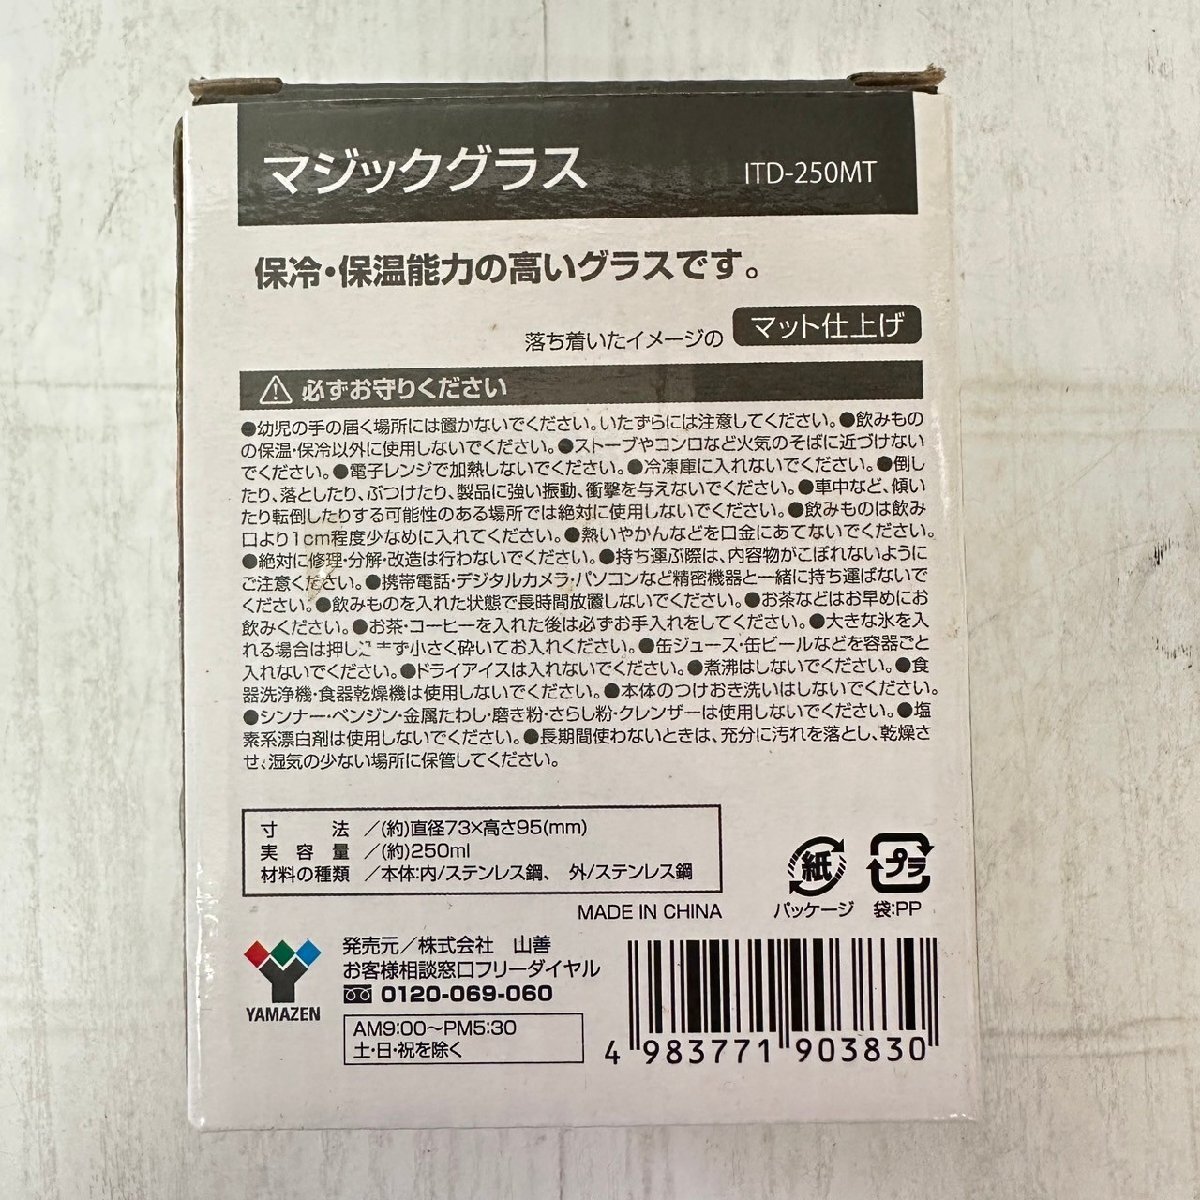 マジックグラス ITD-250MT
保冷・保温能力の高いグラスです。
落ち着いたイメージの マット仕上げ
必ずお守りください
●幼児の手の届く場所には置かないでください。いたずらには注意してください。●飲みもの
の保温・保冷以外に使用しないでください。●ストーブやコンロなど火気のそばに近づけない
でください。●電子レンジで加熱しないでください。●冷凍庫に入れないでください。●倒し
たり、落としたり、ぶつけたり、製品に強い振動、衝撃を与えないでください。●車中など、傾い
たり転倒したりする可能性のある場所では絶対に使用しないでください。●飲みものは飲み
口より1cm程度少なめに入れてください。●熱いやかんなどを口金にあてないでください。
●絶対に修理・分解・改造は行わないでください。●持ち運ぶ際は、内容物がこぼれないように
ご注意ください。●携帯電話・デジタルカメラ・パソコンなど精密機器と一緒に持ち運ばないで
ください。●飲みものを入れた状態で長時間放置しないでください。●お茶などはお早めにお
飲みください。●お茶・コーヒーを入れた後は必ずお手入れをしてください。●大きな氷を入
れる場合は押し込まず小さく砕いてお入れください。●缶ジュース・缶ビールなどを容器ごと
入れないでください。●ドライアイスは入れないでください。●煮沸はしないでください。●食
器洗浄機・食器乾燥機は使用しないでください。●本体のつけおき洗いはしないでください。
●シンナー・ベンジン・金属たわし・磨き粉・さらし粉・クレンザーは使用しないでください。●塩
素系漂白剤は使用しないでください。●長期間使わないときは、充分に汚れを落とし、乾燥さ
せ、湿気の少ない場所に保管してください。
寸法／(約)直径73×高さ95(mm)
実容量／(約)250ml
材料の種類／本体:内/ステンレス鋼、 外/ステンレス鋼
紙 プラ
パッケージ 袋:PP
MADE IN CHINA
YAMAZEN
発売元／株式会社 山善
お客様相談窓口フリーダイヤル
0120-069-060
AM9:00～PM5:30
土・日・祝を除く
4 983771 903830